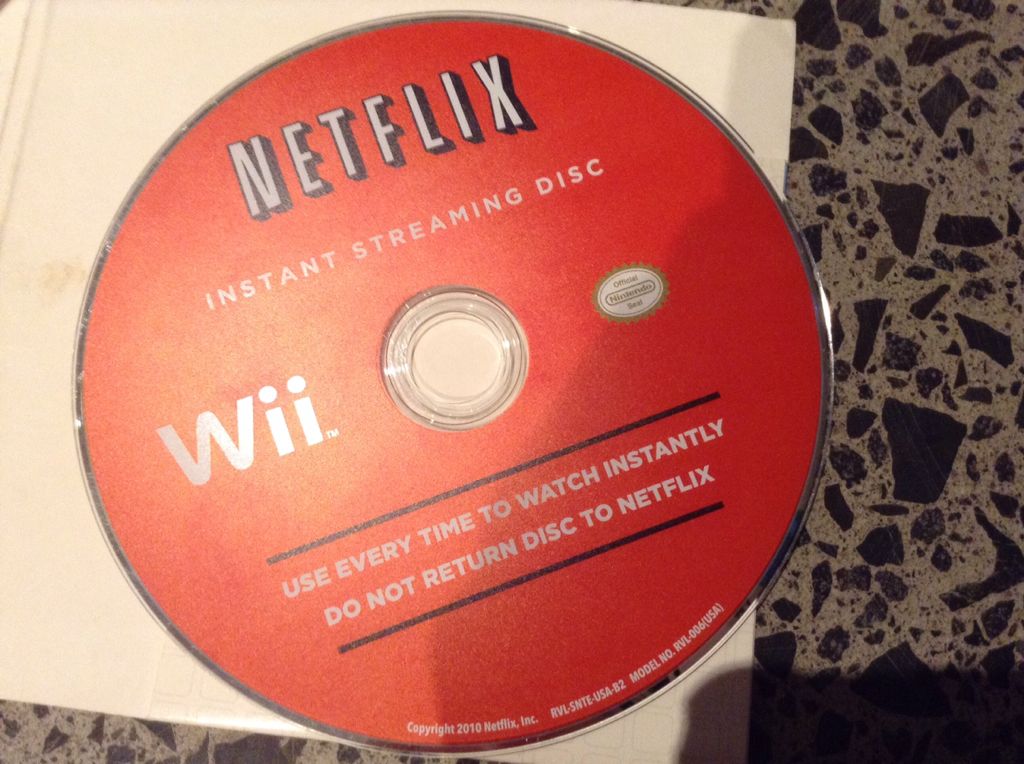 NETFLIX
INSTANT STREAMING DISC
Official
Nintendo
Seal
Wii™
USE EVERY TIME TO WATCH INSTANTLY
DO NOT RETURN DISC TO NETFLIX
Copyright 2010 Netflix, Inc. RVL-SNTE-USA-B2 MODEL NO. RVL-006(USA)